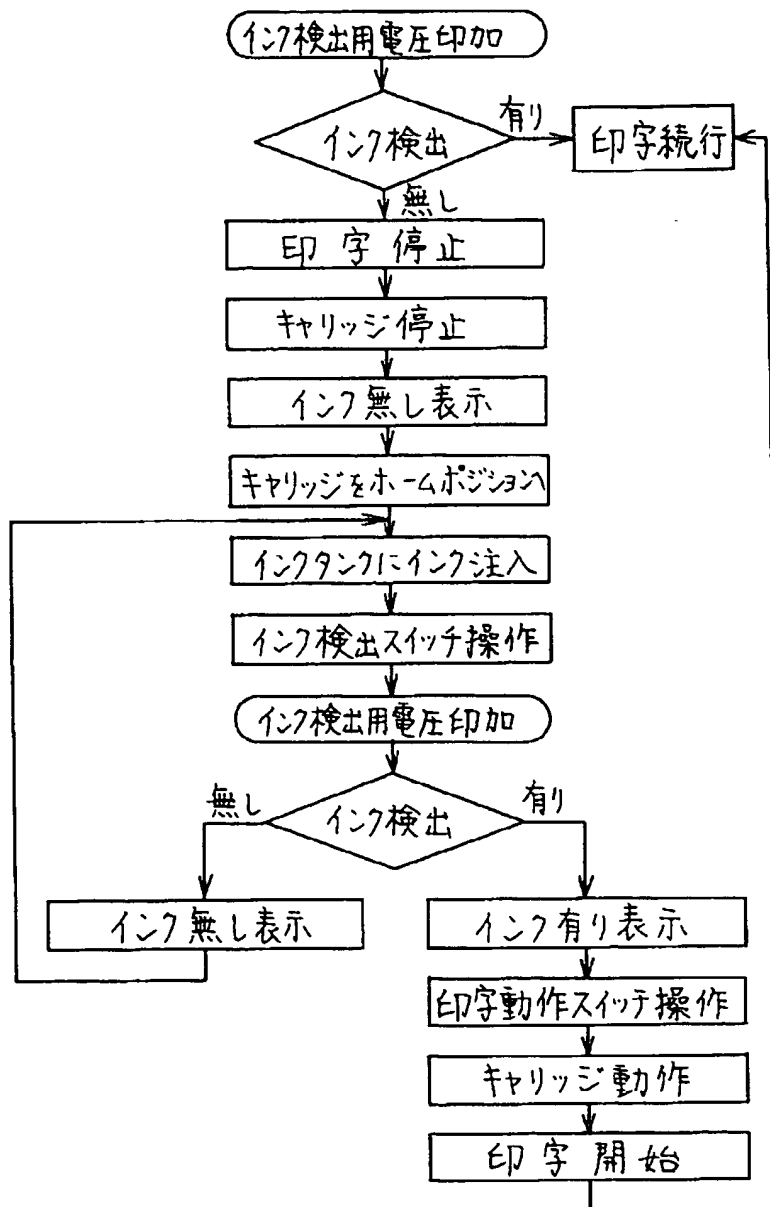 インク検出用電圧印加
インク検出
有り
印字続行
無し
印字停止
キャリッジ停止
インク無し表示
キャリッジをホームポジションへ
インクタンクにインク注入
インク検出スイッチ操作
インク検出用電圧印加
無し
インク検出
有り
インク無し表示
インク有り表示
印字動作スイッチ操作
キャリッジ動作
印字開始